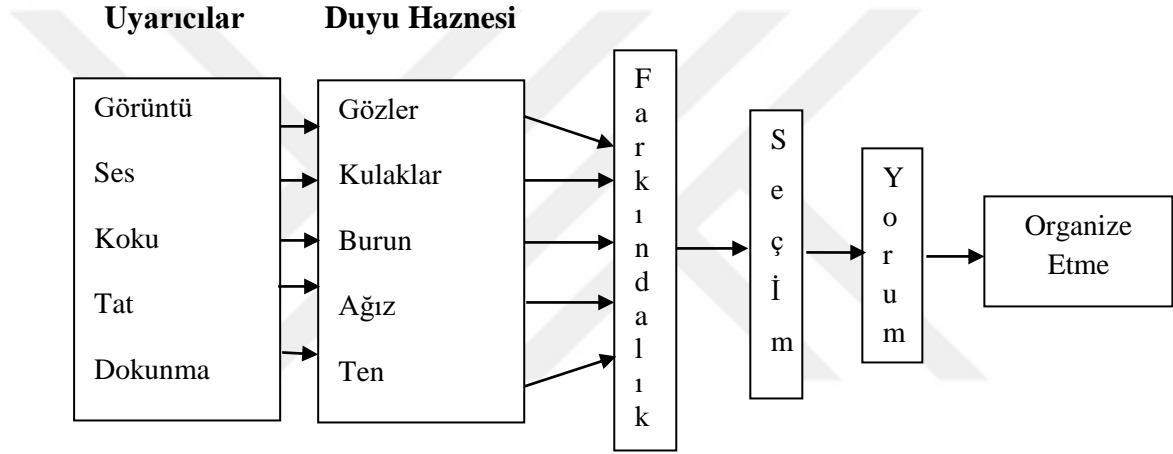 Uyarıcılar
Duyu Haznesi
Görüntü
Ses
Koku
Tat
Dokunma
Gözler
Kulaklar
Burun
Ağız
Ten
Farkındalık
Seçİm
Yorum
Organize
Etme